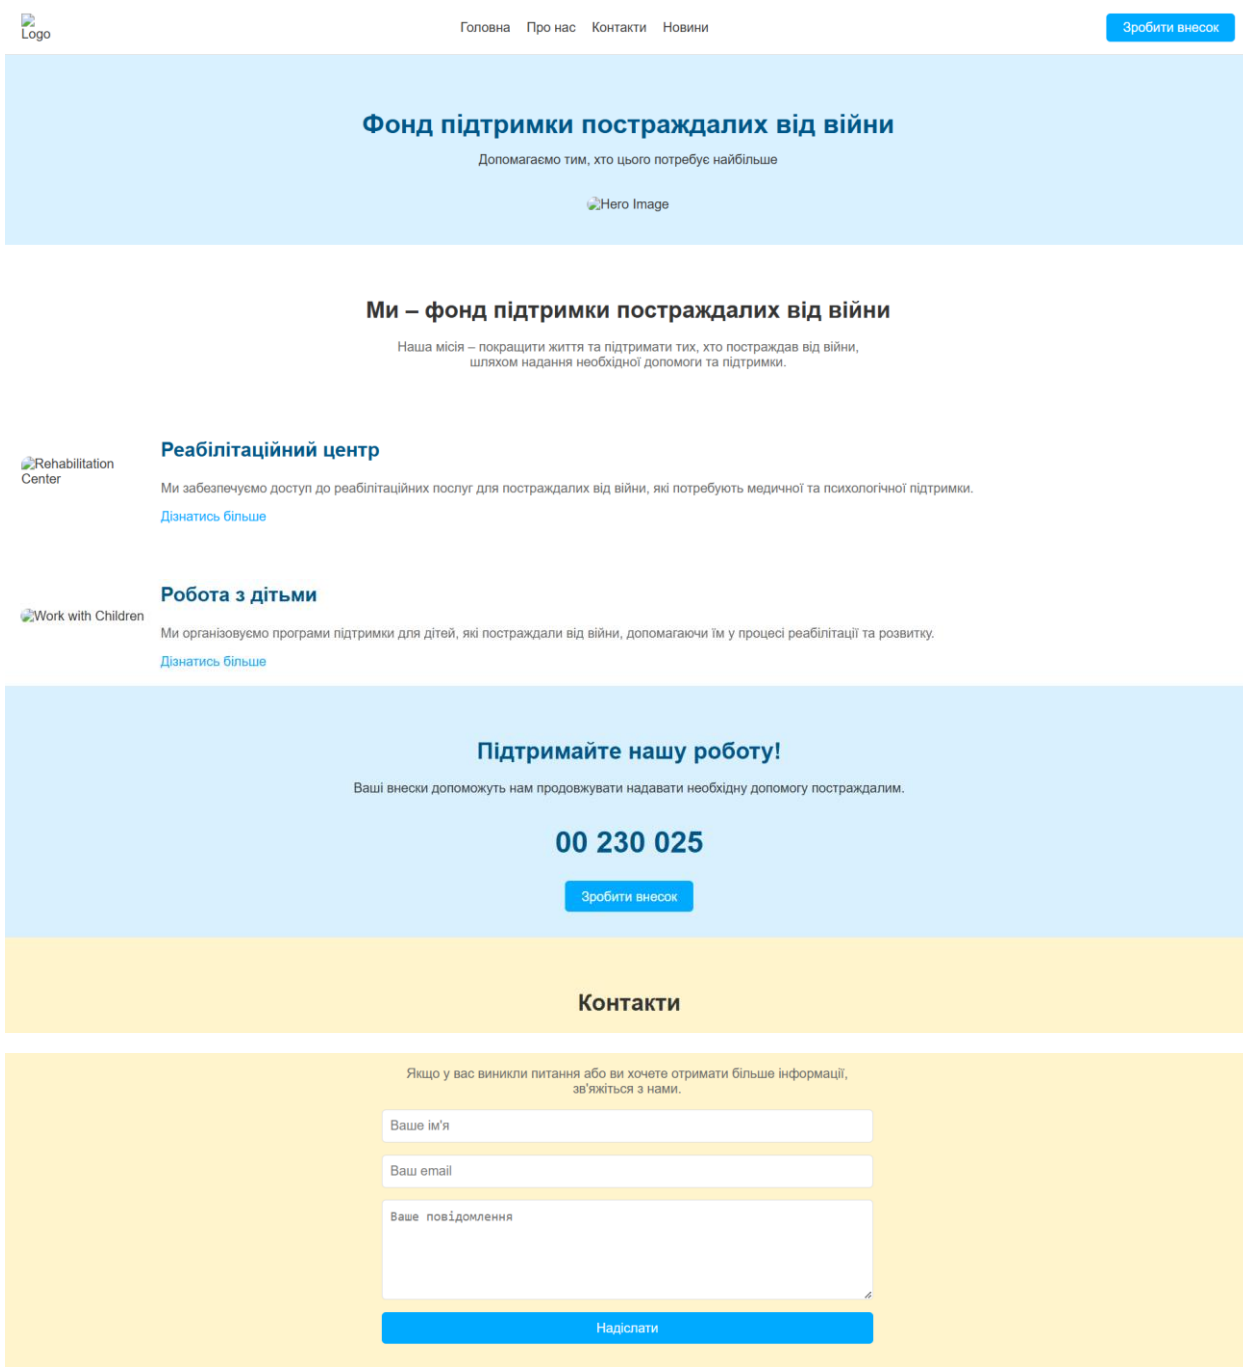 Logo
Головна Про нас Контакти Новини
Зробити внесок
Фонд підтримки постраждалих від війни
Допомагаємо тим, хто цього потребує найбільше
Hero Image
Ми – фонд підтримки постраждалих від війни
Наша місія – покращити життя та підтримати тих, хто постраждав від війни,
шляхом надання необхідної допомоги та підтримки.
Rehabilitation
Center
Реабілітаційний центр
Ми забезпечуємо доступ до реабілітаційних послуг для постраждалих від війни, які потребують медичної та психологічної підтримки.
Дізнатись більше
Work with Children
Робота з дітьми
Ми організовуємо програми підтримки для дітей, які постраждали від війни, допомагаючи їм у процесі реабілітації та розвитку.
Дізнатись більше
Підтримайте нашу роботу!
Ваші внески допоможуть нам продовжувати надавати необхідну допомогу постраждалим.
00 230 025
Зробити внесок
Контакти
Якщо у вас виникли питання або ви хочете отримати більше інформації,
зв'яжіться з нами.
Ваше ім'я
Ваш email
Ваше повідомлення
Надіслати